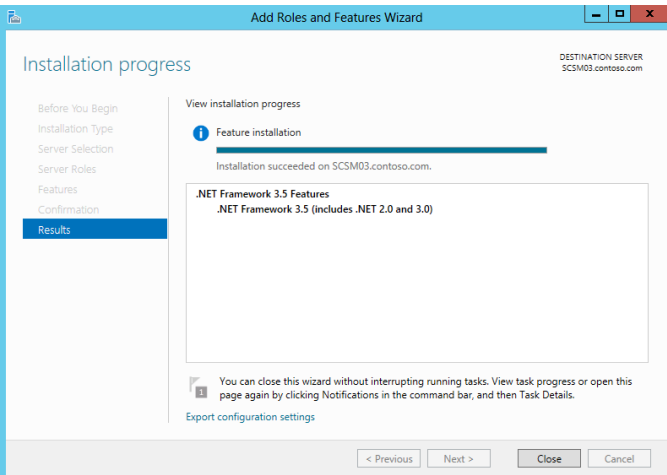 Add Roles and Features Wizard
Installation progress
DESTINATION SERVER
SCSM03.contoso.com
Before You Begin
Installation Type
Server Selection
Server Roles
Features
Confirmation
Results
View installation progress
Feature installation
Installation succeeded on SCSM03.contoso.com.
.NET Framework 3.5 Features
.NET Framework 3.5 (includes .NET 2.0 and 3.0)
1
You can close this wizard without interrupting running tasks. View task progress or open this
page again by clicking Notifications in the command bar, and then Task Details.
Export configuration settings
< Previous
Next >
Close
Cancel